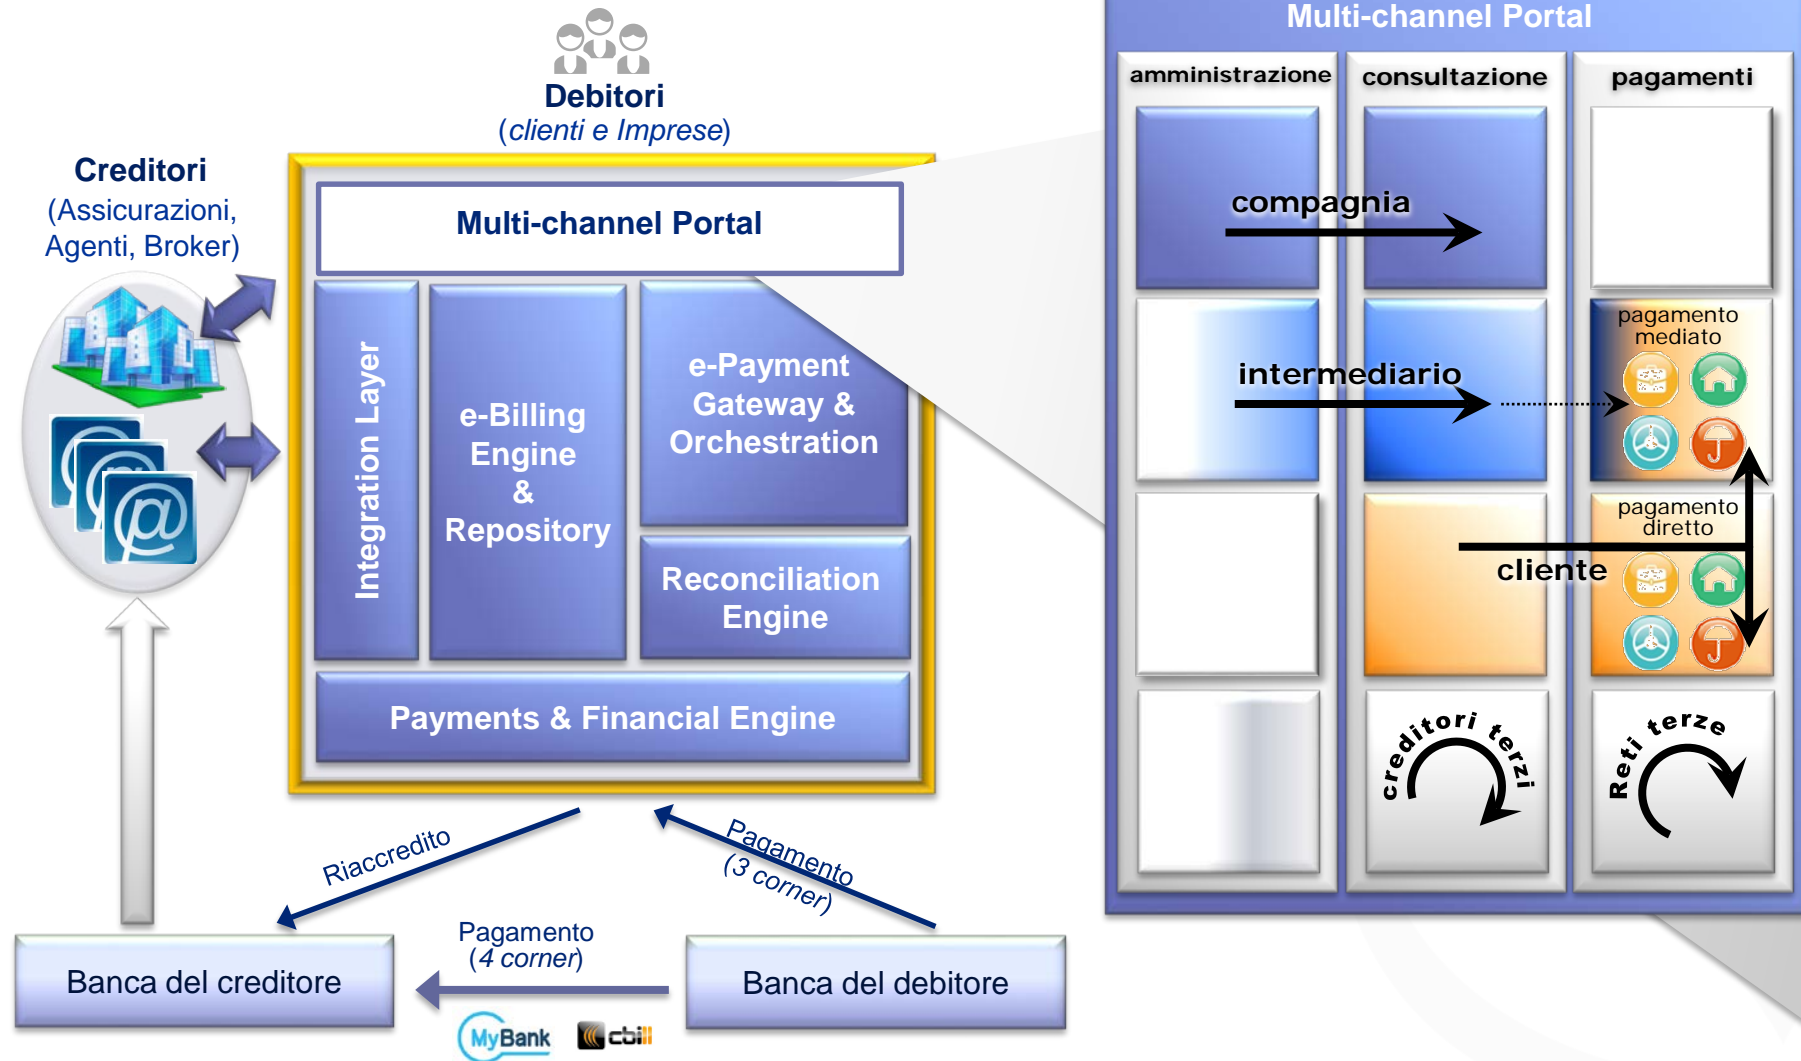 Debitori
(clienti e Imprese)
Creditori
(Assicurazioni,
Agenti, Broker)
Multi-channel Portal
Integration Layer
e-Billing
Engine
&
Repository
e-Payment
Gateway &
Orchestration
Reconciliation
Engine
Payments & Financial Engine
Riaccredito
Pagamento
(3 corner)
Pagamento
(4 corner)
Banca del creditore
Banca del debitore
MyBank
cbill
Multi-channel Portal
amministrazione
consultazione
pagamenti
compagnia
pagamento
mediato
intermediario
pagamento
diretto
cliente
creditori terzi
Reti terze